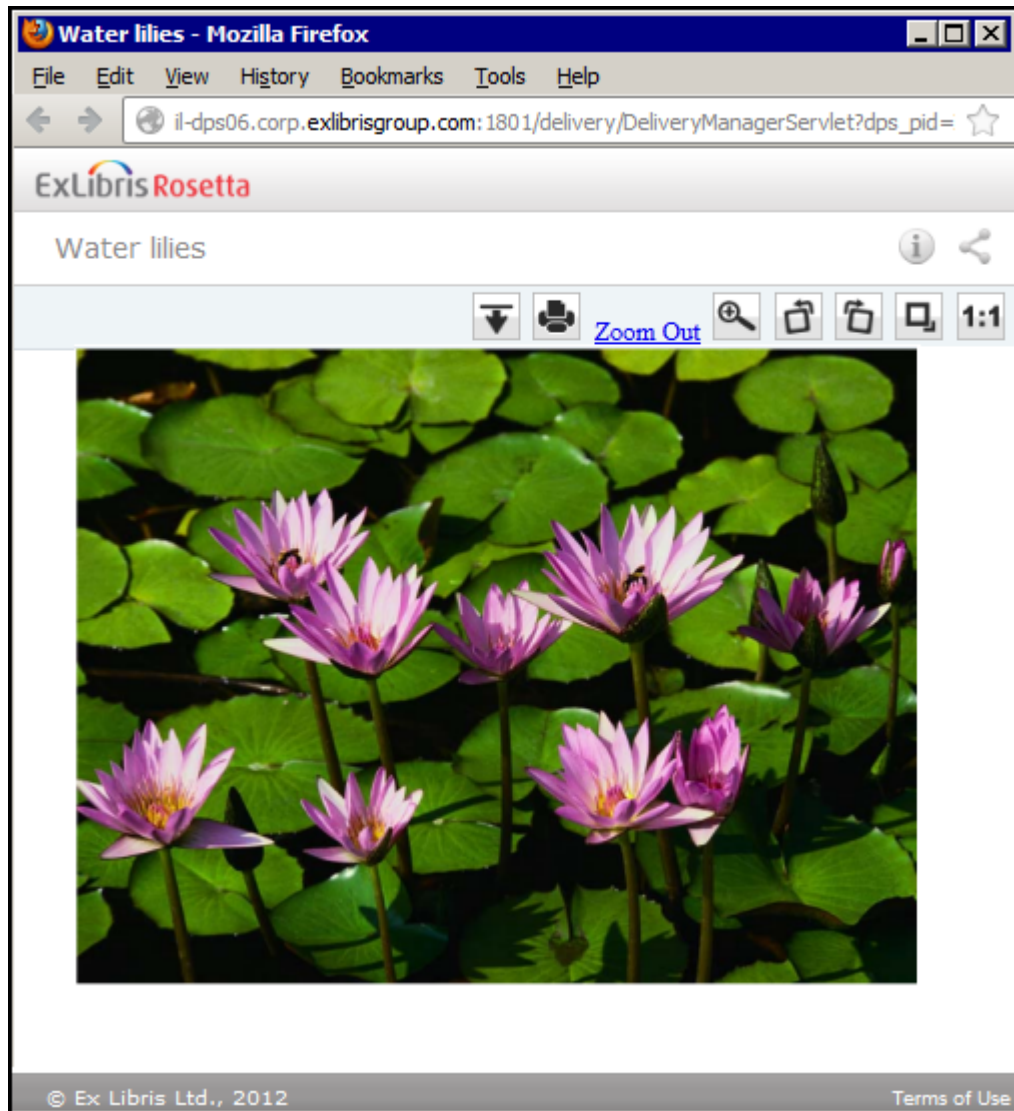 Water lilies - Mozilla Firefox
File Edit View History Bookmarks Tools Help
il-dps06.corp.exlibrisgroup.com:1801/delivery/DeliveryManagerServlet?dps_pid=
ExLibris Rosetta
Water lilies
Zoom Out 1:1
© Ex Libris Ltd., 2012 Terms of Use